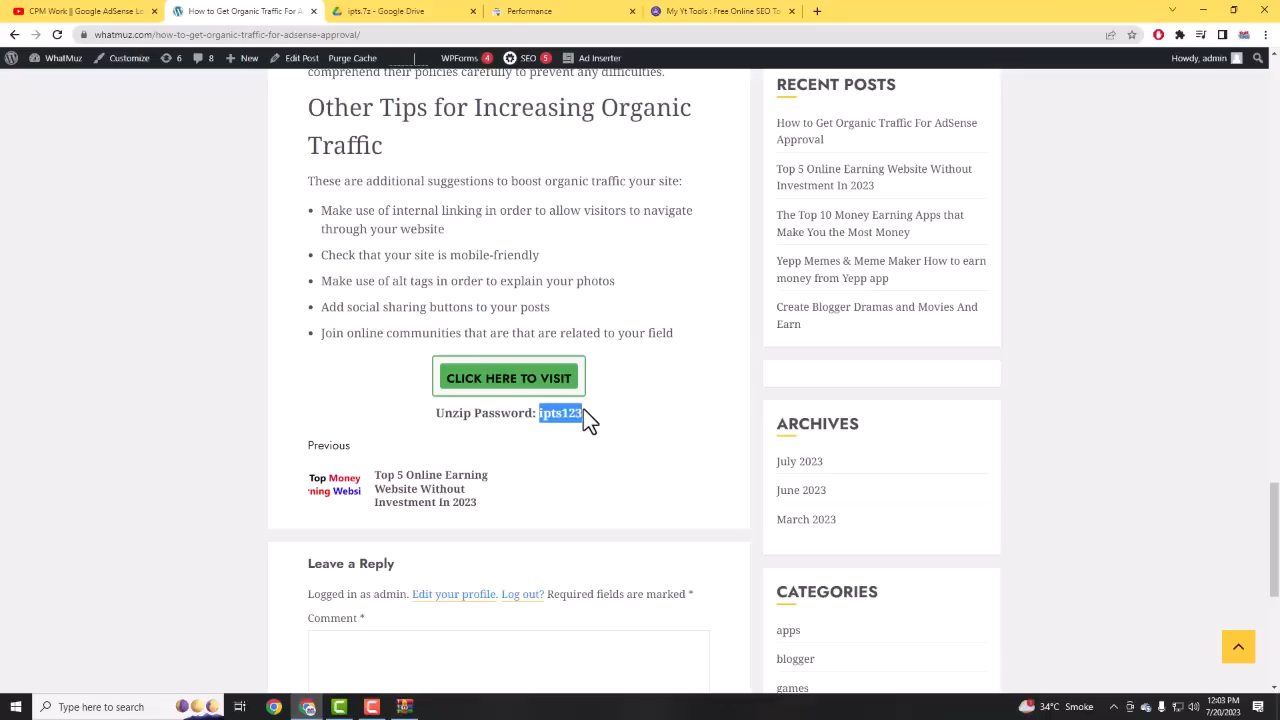 CPM Work - YouTube
How To Get Organic Traffic For A
ipts.7z
- YouTube
My Yt Tools : CPM Free Online SEO To
whatmuz.com/how-to-get-organic-traffic-for-adsense-approval/
WhatMuz
Customize
6
8
New
Edit Post
Purge Cache
WPForms 4
SEO 5
Ad Inserter
Howdy, admin
comprehend their policies carefully to prevent any difficulties.
Other Tips for Increasing Organic
Traffic
These are additional suggestions to boost organic traffic your site:
• Make use of internal linking in order to allow visitors to navigate
through your website
• Check that your site is mobile-friendly
• Make use of alt tags in order to explain your photos
• Add social sharing buttons to your posts
• Join online communities that are that are related to your field
CLICK HERE TO VISIT
Unzip Password: ipts123
Previous
Top Money
ning Websi
Top 5 Online Earning
Website Without
Investment In 2023
Leave a Reply
Logged in as admin. Edit your profile. Log out? Required fields are marked *
Comment *
RECENT POSTS
How to Get Organic Traffic For AdSense
Approval
Top 5 Online Earning Website Without
Investment In 2023
The Top 10 Money Earning Apps that
Make You the Most Money
Yepp Memes & Meme Maker How to earn
money from Yepp app
Create Blogger Dramas and Movies And
Earn
ARCHIVES
July 2023
June 2023
March 2023
CATEGORIES
apps
blogger
games
Type here to search
34°C Smoke
12:03 PM
7/20/2023